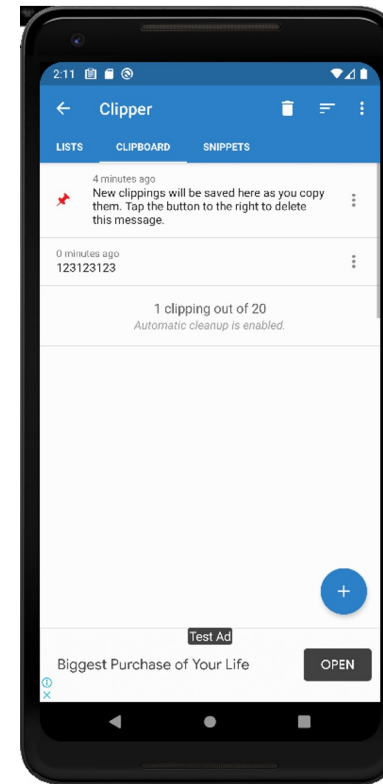 2:11
Clipper
LISTS CLIPBOARD SNIPPETS
4 minutes ago
New clippings will be saved here as you copy
them. Tap the button to the right to delete
this message.
0 minutes ago
123123123
1 clipping out of 20
Automatic cleanup is enabled.
+
Test Ad
Biggest Purchase of Your Life
OPEN